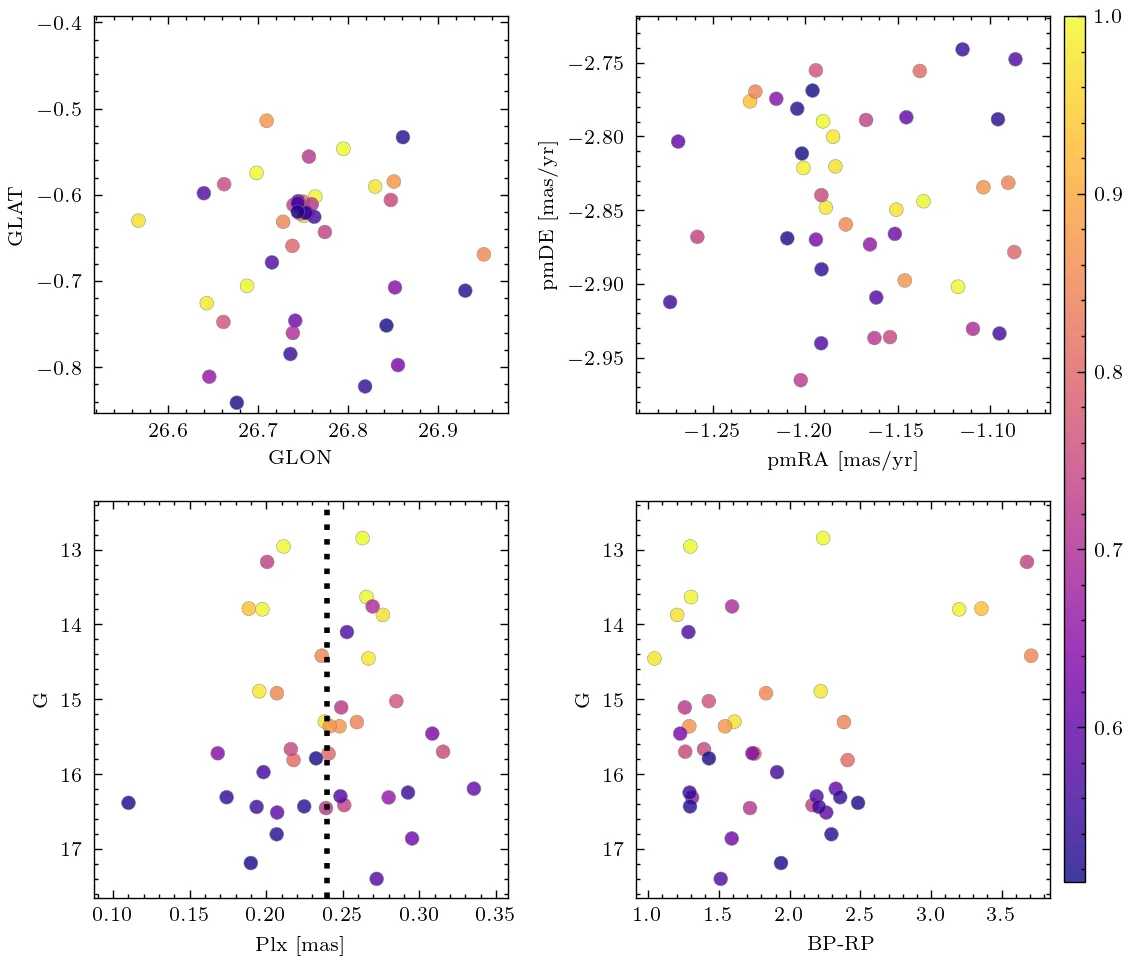 −0.4
−0.5
−0.6
−0.7
−0.8
GLAT
26.6 26.7 26.8 26.9
GLON
−2.75
−2.80
−2.85
−2.90
−2.95
pmDE [mas/yr]
−1.25 −1.20 −1.15 −1.10
pmRA [mas/yr]
1.0
0.9
0.8
0.7
0.6
13
14
15
16
17
G
0.10 0.15 0.20 0.25 0.30 0.35
Plx [mas]
13
14
15
16
17
G
1.0 1.5 2.0 2.5 3.0 3.5
BP-RP